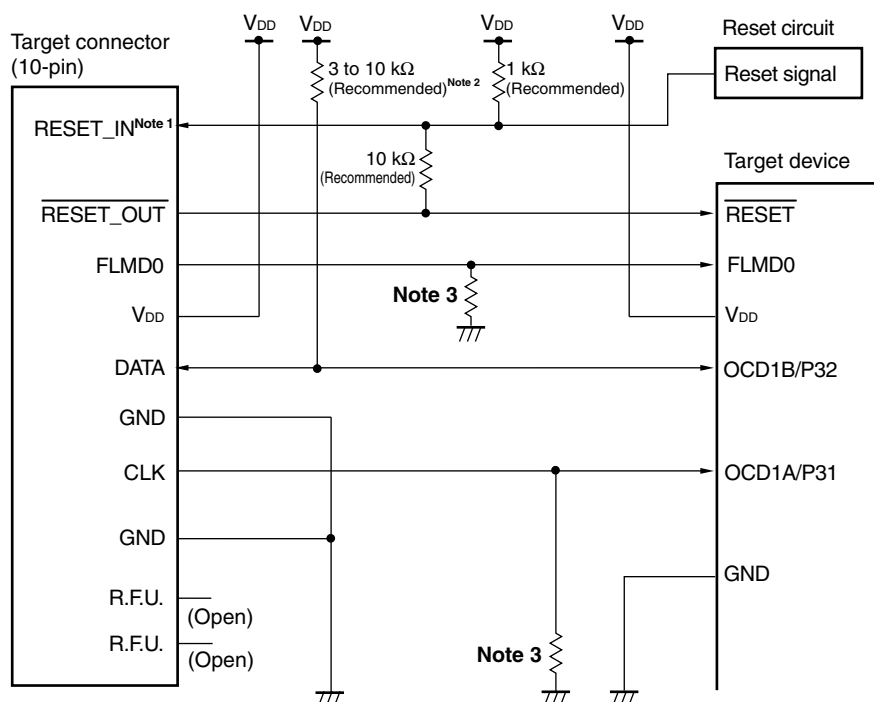 VDD VDD VDD VDD
Target connector
(10-pin)
Reset circuit
Reset signal
3 to 10 kΩ
(Recommended)Note 2
1 kΩ
(Recommended)
RESET_INNote 1
10 kΩ
(Recommended)
Target device
RESET_OUT
RESET
FLMD0
FLMD0
Note 3
VDD
VDD
DATA
OCD1B/P32
GND
CLK
OCD1A/P31
GND
GND
R.F.U.
(Open)
R.F.U.
(Open)
Note 3